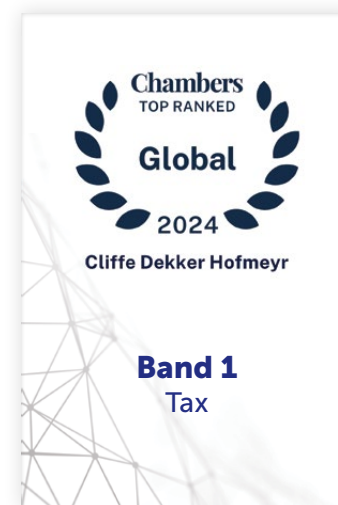 Chambers
TOP RANKED
Global
2024
Cliffe Dekker Hofmeyr
Band 1
Tax